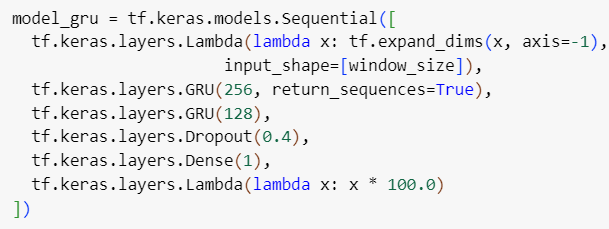 model_gru = tf.keras.models.Sequential([
  tf.keras.layers.Lambda(lambda x: tf.expand_dims(x, axis=-1),
                      input_shape=[window_size]),
  tf.keras.layers.GRU(256, return_sequences=True),
  tf.keras.layers.GRU(128),
  tf.keras.layers.Dropout(0.4),
  tf.keras.layers.Dense(1),
  tf.keras.layers.Lambda(lambda x: x * 100.0)
])